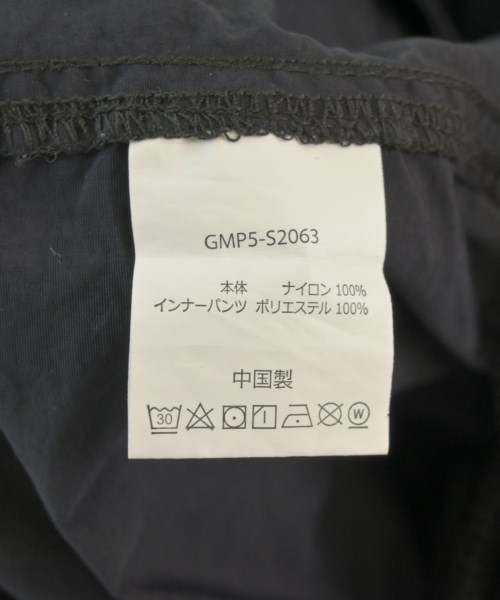 GMP5-S2063
本体 ナイロン 100%
インナーパンツ ポリエステル 100%
中国製
30 W